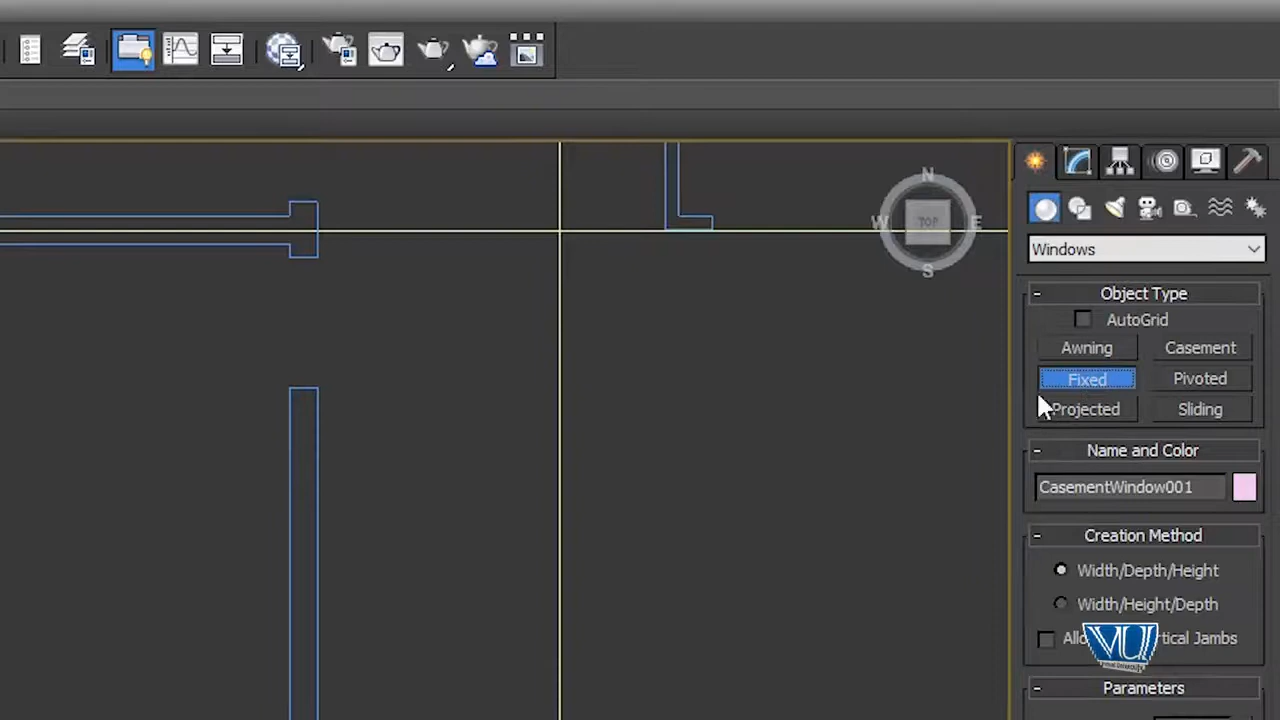 N
W TOP E
S
Windows
- Object Type
AutoGrid
Awning Casement
Fixed Pivoted
Projected Sliding
- Name and Color
CasementWindow001
- Creation Method
Width/Depth/Height
Width/Height/Depth
Allo tical Jambs
VU
- Parameters